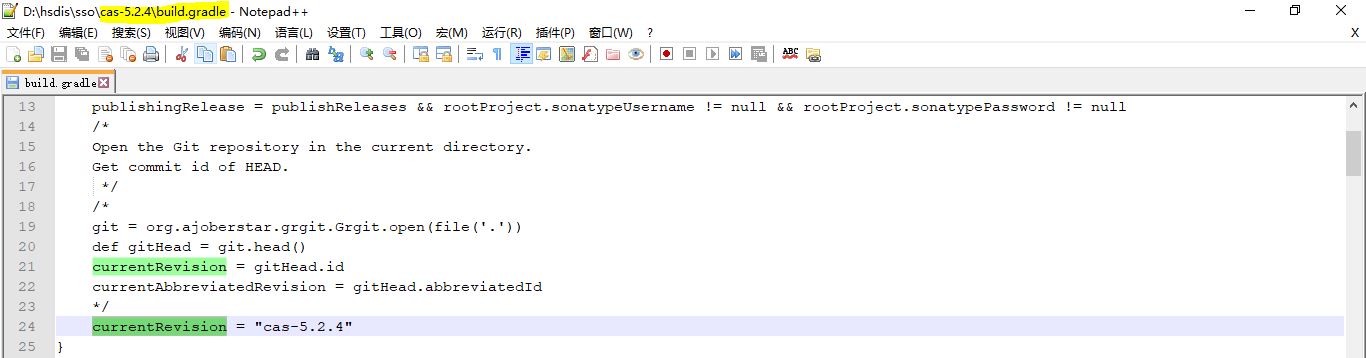 D:\hsdis\sso\cas-5.2.4\build.gradle - Notepad++
文件(F) 编辑(E) 搜索(S) 视图(V) 编码(N) 语言(L) 设置(T) 工具(O) 宏(M) 运行(R) 插件(P) 窗口(W) ? X
ABC
build.gradle
13 publishingRelease = publishReleases && rootProject.sonatypeUsername != null && rootProject.sonatypePassword != null
14 /*
15 Open the Git repository in the current directory.
16 Get commit id of HEAD.
17 */
18 /*
19 git = org.ajoberstar.grgit.Grgit.open(file('.'))
20 def gitHead = git.head()
21 currentRevision = gitHead.id
22 currentAbbreviatedRevision = gitHead.abbreviatedId
23 */
24 currentRevision = "cas-5.2.4"
25 }